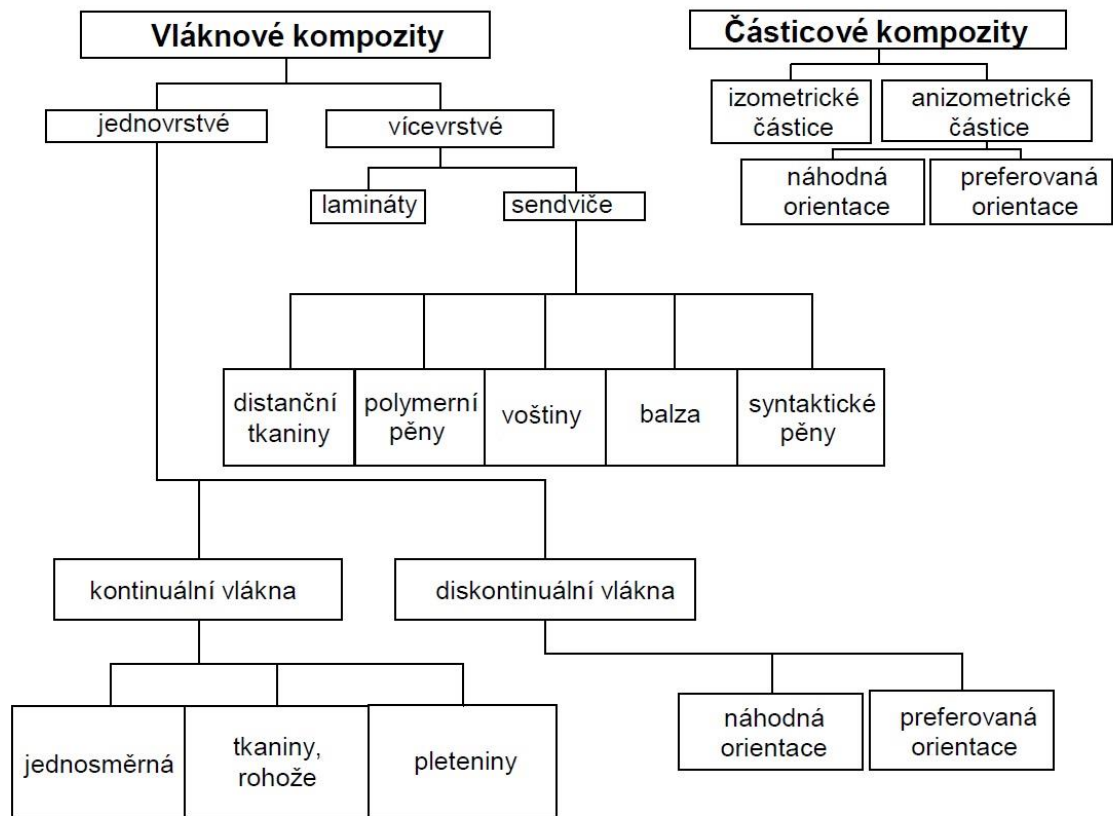 Vláknové kompozity
Částicové kompozity
jednovrstvé
vícevrstvé
izometrické
částice
anizometrické
částice
lamináty
sendviče
náhodná
orientace
preferovaná
orientace
distanční
tkaniny
polymerní
pěny
voštiny
balza
syntaktické
pěny
kontinuální vlákna
diskontinuální vlákna
jednosměrná
tkaniny,
rohože
pleteniny
náhodná
orientace
preferovaná
orientace